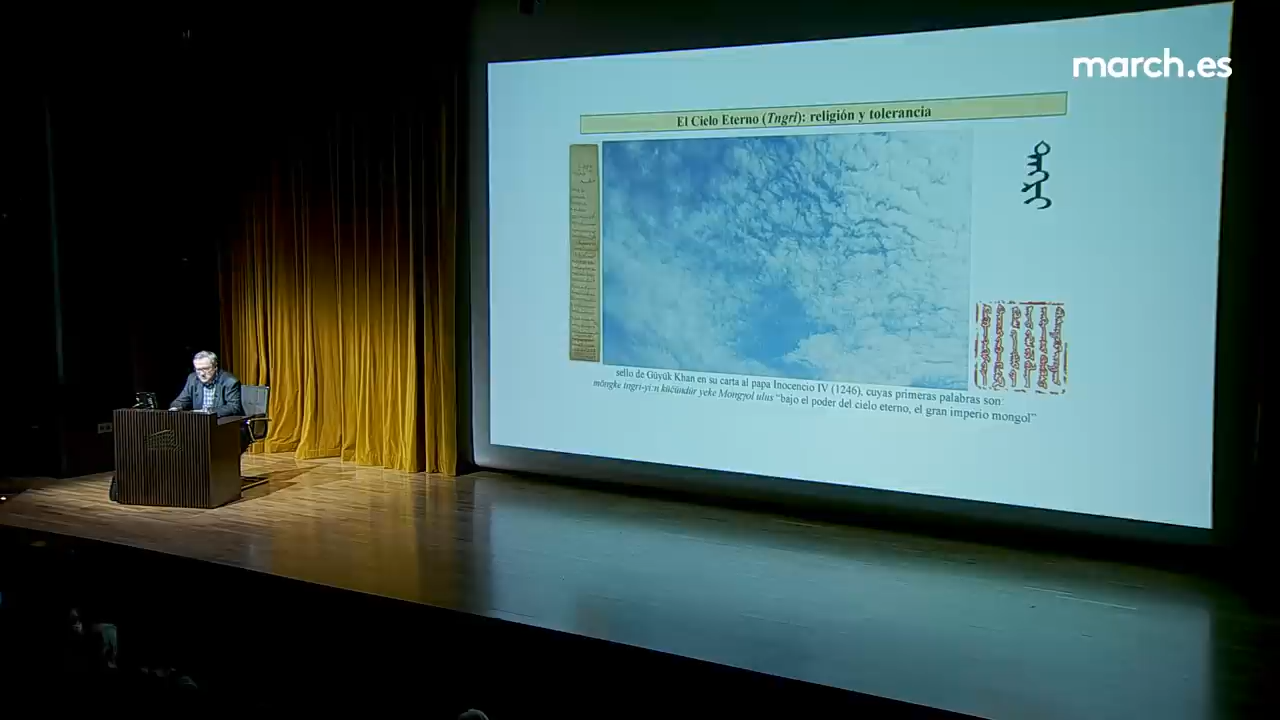 march.es
El Cielo Eterno (Tngri): religión y tolerancia
sello de Güyük Khan en su carta al papa Inocencio IV (1246), cuyas primeras palabras son:
möngke tngri-yi:n küčündür yeke Mongγol ulus “bajo el poder del cielo eterno, el gran imperio mongol”